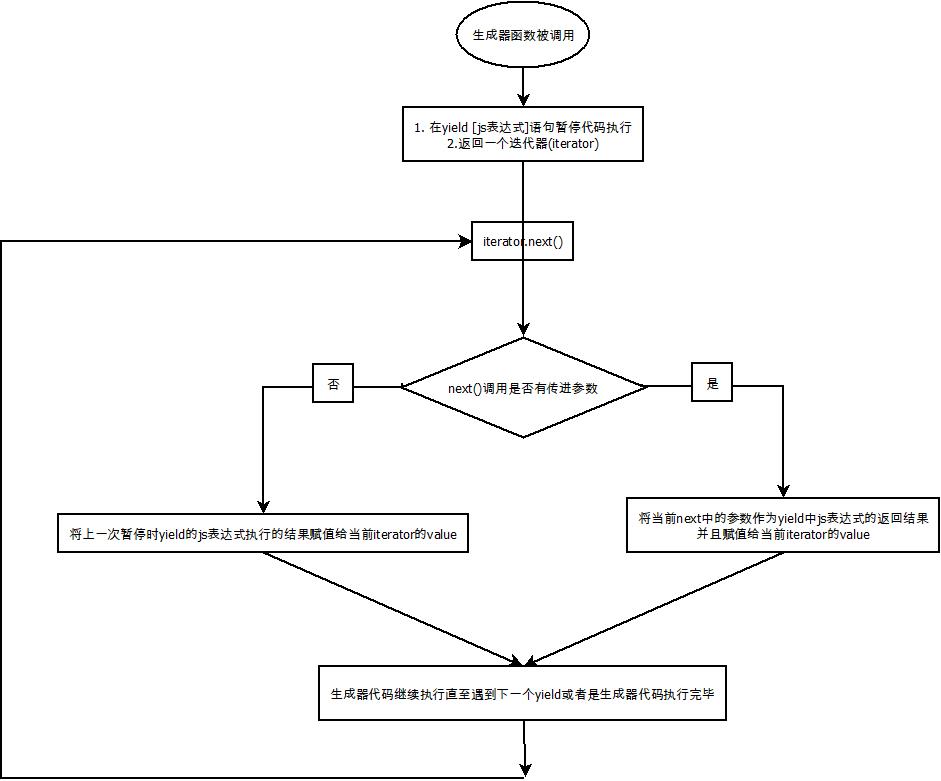 生成器函数被调用
1. 在yield [js表达式]语句暂停代码执行
2.返回一个迭代器(iterator)
iterator.next()
next()调用是否有传进参数
否
是
将上一次暂停时yield的js表达式执行的结果赋值给当前iterator的value
将当前next中的参数作为yield中js表达式的返回结果
并且赋值给当前iterator的value
生成器代码继续执行直至遇到下一个yield或者是生成器代码执行完毕